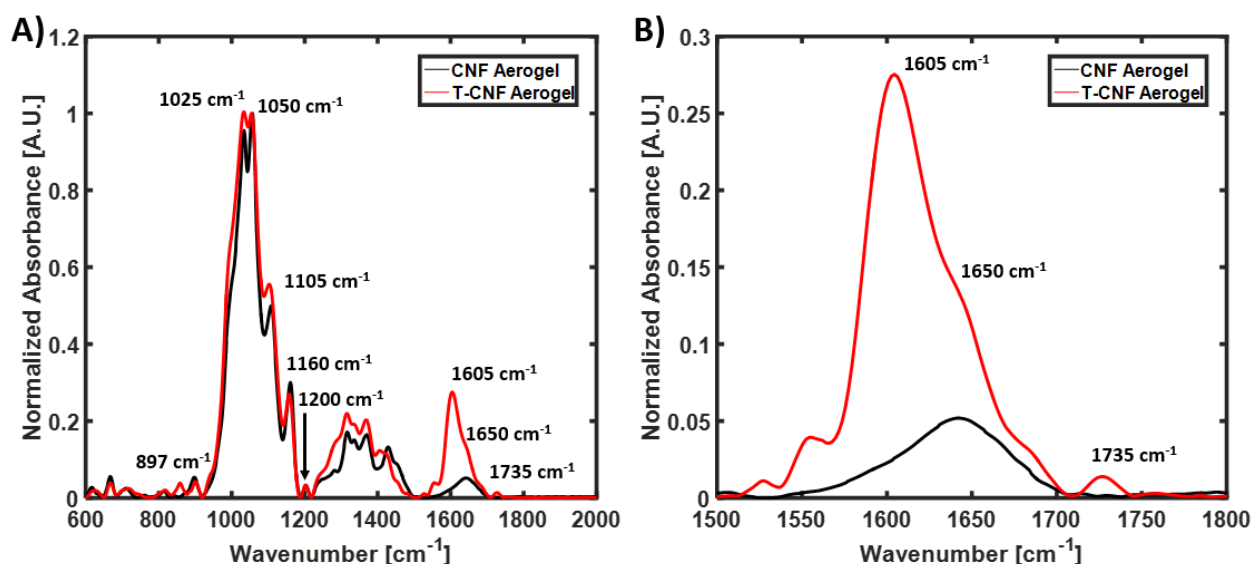 A)
Normalized Absorbance [A.U.]
1.2
1
0.8
0.6
0.4
0.2
0
CNF Aerogel
T-CNF Aerogel
1025 cm⁻¹
1050 cm⁻¹
1105 cm⁻¹
1160 cm⁻¹
1200 cm⁻¹
897 cm⁻¹
1605 cm⁻¹
1650 cm⁻¹
1735 cm⁻¹
600 800 1000 1200 1400 1600 1800 2000
Wavenumber [cm⁻¹]
B)
Normalized Absorbance [A.U.]
0.3
0.25
0.2
0.15
0.1
0.05
0
1605 cm⁻¹
CNF Aerogel
T-CNF Aerogel
1650 cm⁻¹
1735 cm⁻¹
1500 1550 1600 1650 1700 1750 1800
Wavenumber [cm⁻¹]